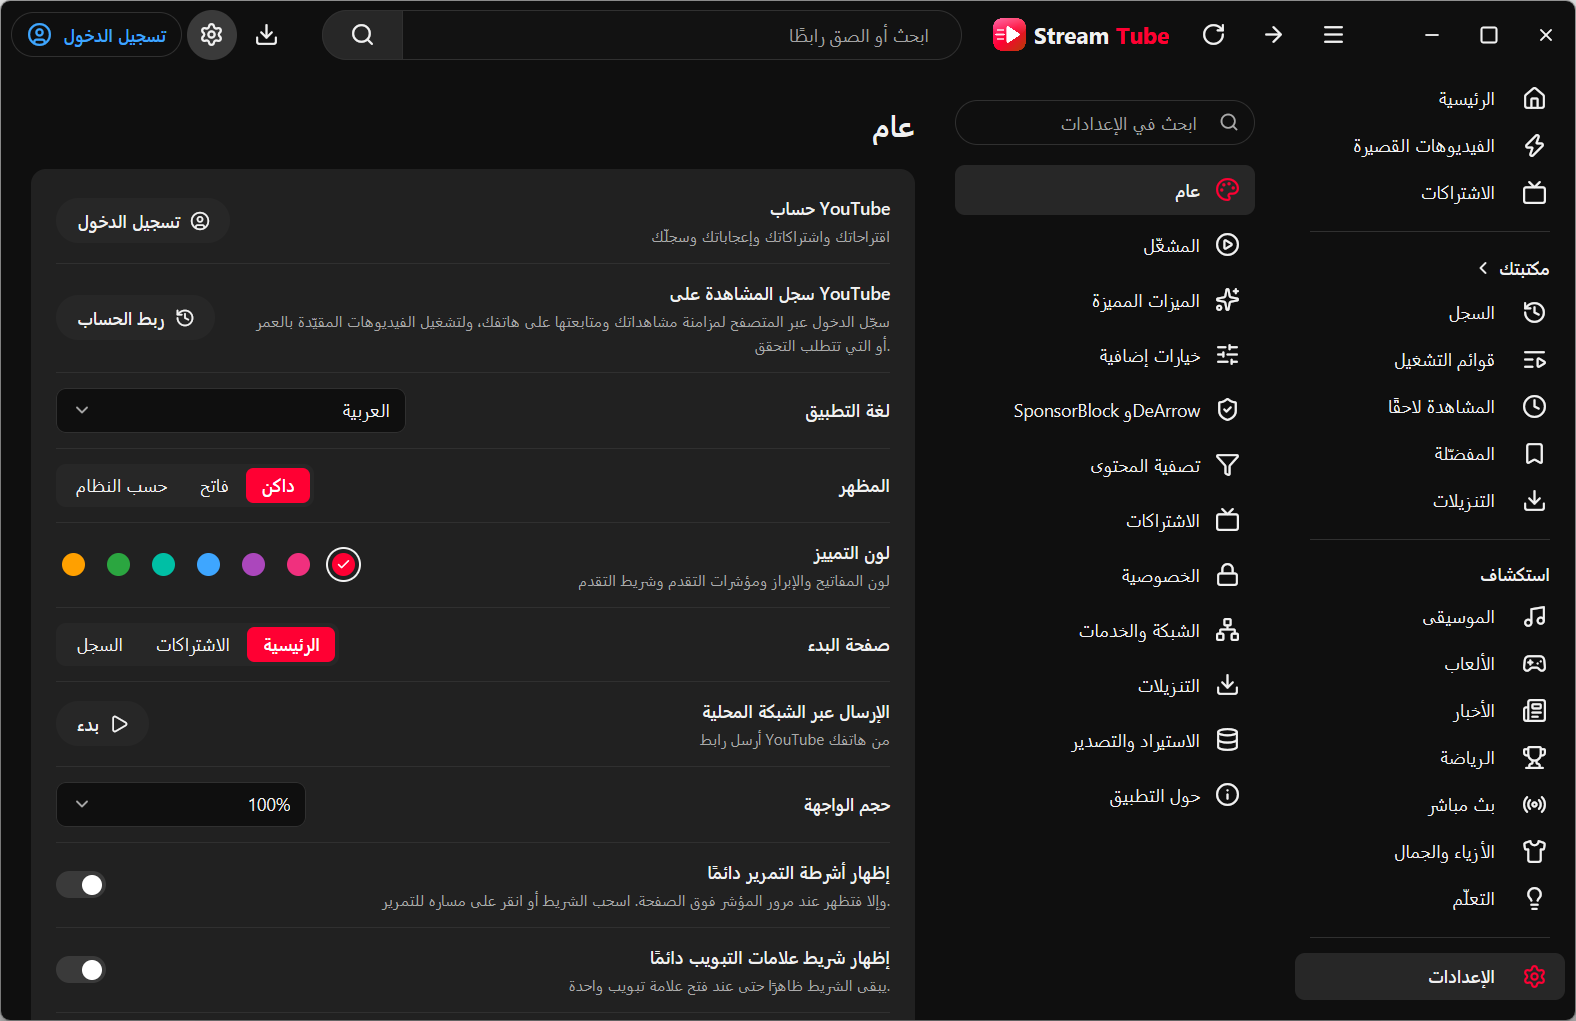 Stream Tube
ابحث أو الصق رابطًا
تسجيل الدخول
الرئيسية
الفيديوهات القصيرة
الاشتراكات
مكتبتك
السجل
قوائم التشغيل
المشاهدة لاحقًا
المفضّلة
التنزيلات
استكشاف
الموسيقى
الألعاب
الأخبار
الرياضة
بث مباشر
الأزياء والجمال
التعلّم
الإعدادات
ابحث في الإعدادات
عام
المشغّل
الميزات المميزة
خيارات إضافية
SponsorBlock وDeArrow
تصفية المحتوى
الاشتراكات
الخصوصية
الشبكة والخدمات
التنزيلات
الاستيراد والتصدير
حول التطبيق
عام
حساب YouTube
اقتراحاتك واشتراكاتك وإعجاباتك وسجلّك
تسجيل الدخول
سجل المشاهدة على YouTube
سجّل الدخول عبر المتصفح لمزامنة مشاهداتك ومتابعتها على هاتفك، ولتشغيل الفيديوهات المقيّدة بالعمر
أو التي تتطلب التحقق.
ربط الحساب
لغة التطبيق
العربية
المظهر
داكن
فاتح
حسب النظام
لون التمييز
لون المفاتيح والإبراز ومؤشرات التقدم وشريط التقدم
صفحة البدء
الرئيسية
الاشتراكات
السجل
الإرسال عبر الشبكة المحلية
أرسل رابط YouTube من هاتفك
بدء
حجم الواجهة
100%
إظهار أشرطة التمرير دائمًا
وإلا فتظهر عند مرور المؤشر فوق الصفحة. اسحب الشريط أو انقر على مساره للتمرير.
إظهار شريط علامات التبويب دائمًا
يبقى الشريط ظاهرًا حتى عند فتح علامة تبويب واحدة.